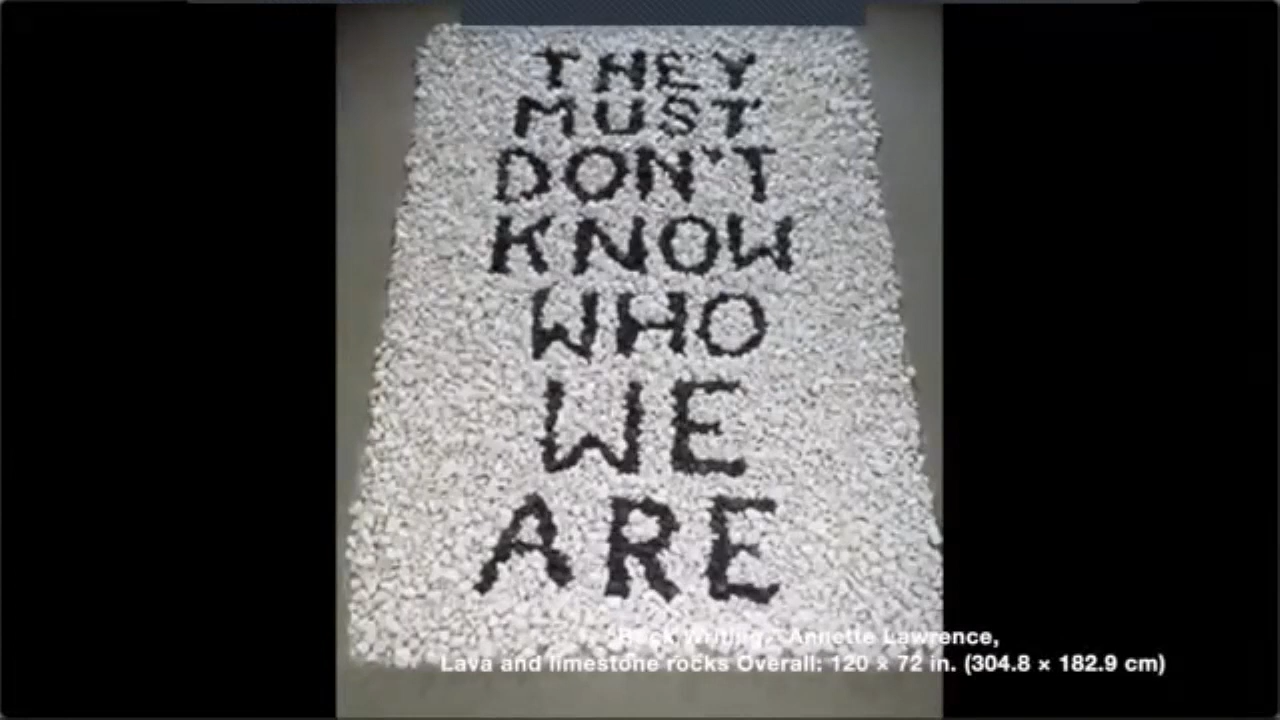 THEY
MUST
DON'T
KNOW
WHO
WE
ARE
Writing," Annette Lawrence,
Lava and limestone rocks Overall: 120 × 72 in. (304.8 × 182.9 cm)